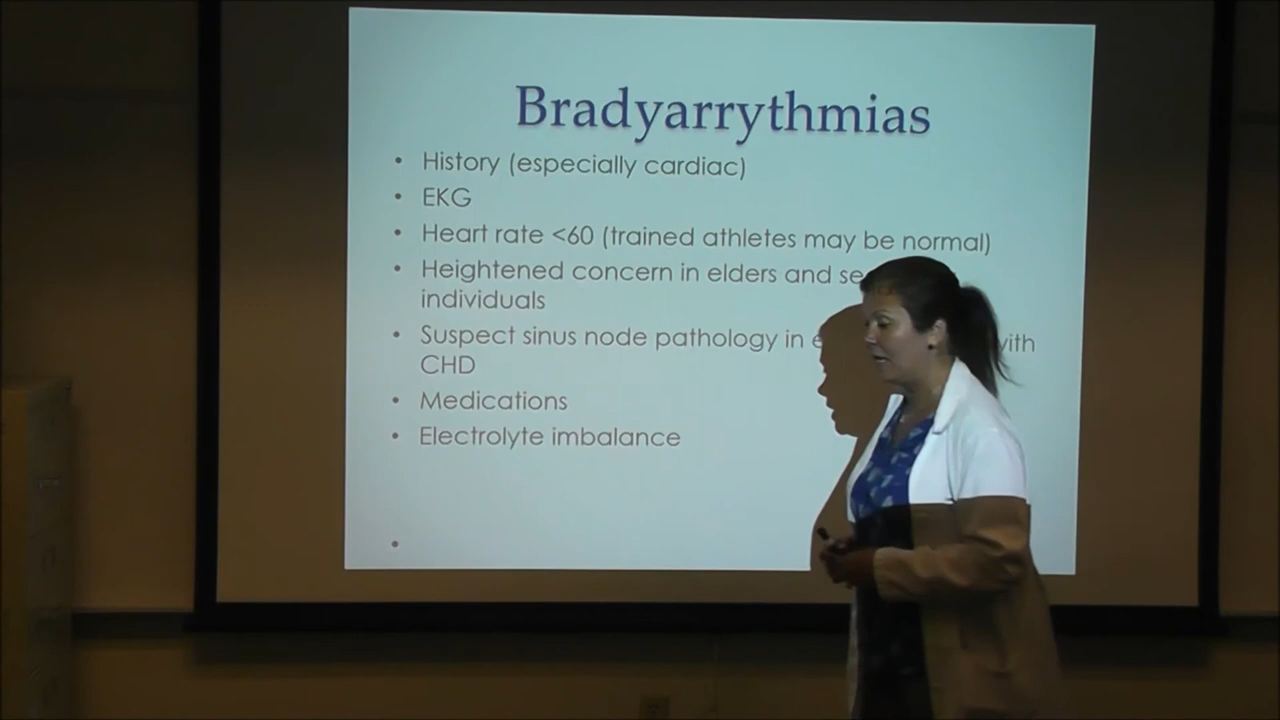 Bradyarrythmias
• History (especially cardiac)
• EKG
• Heart rate <60 (trained athletes may be normal)
• Heightened concern in elders and
individuals
• Suspect sinus node pathology in with
CHD
• Medications
• Electrolyte imbalance
•